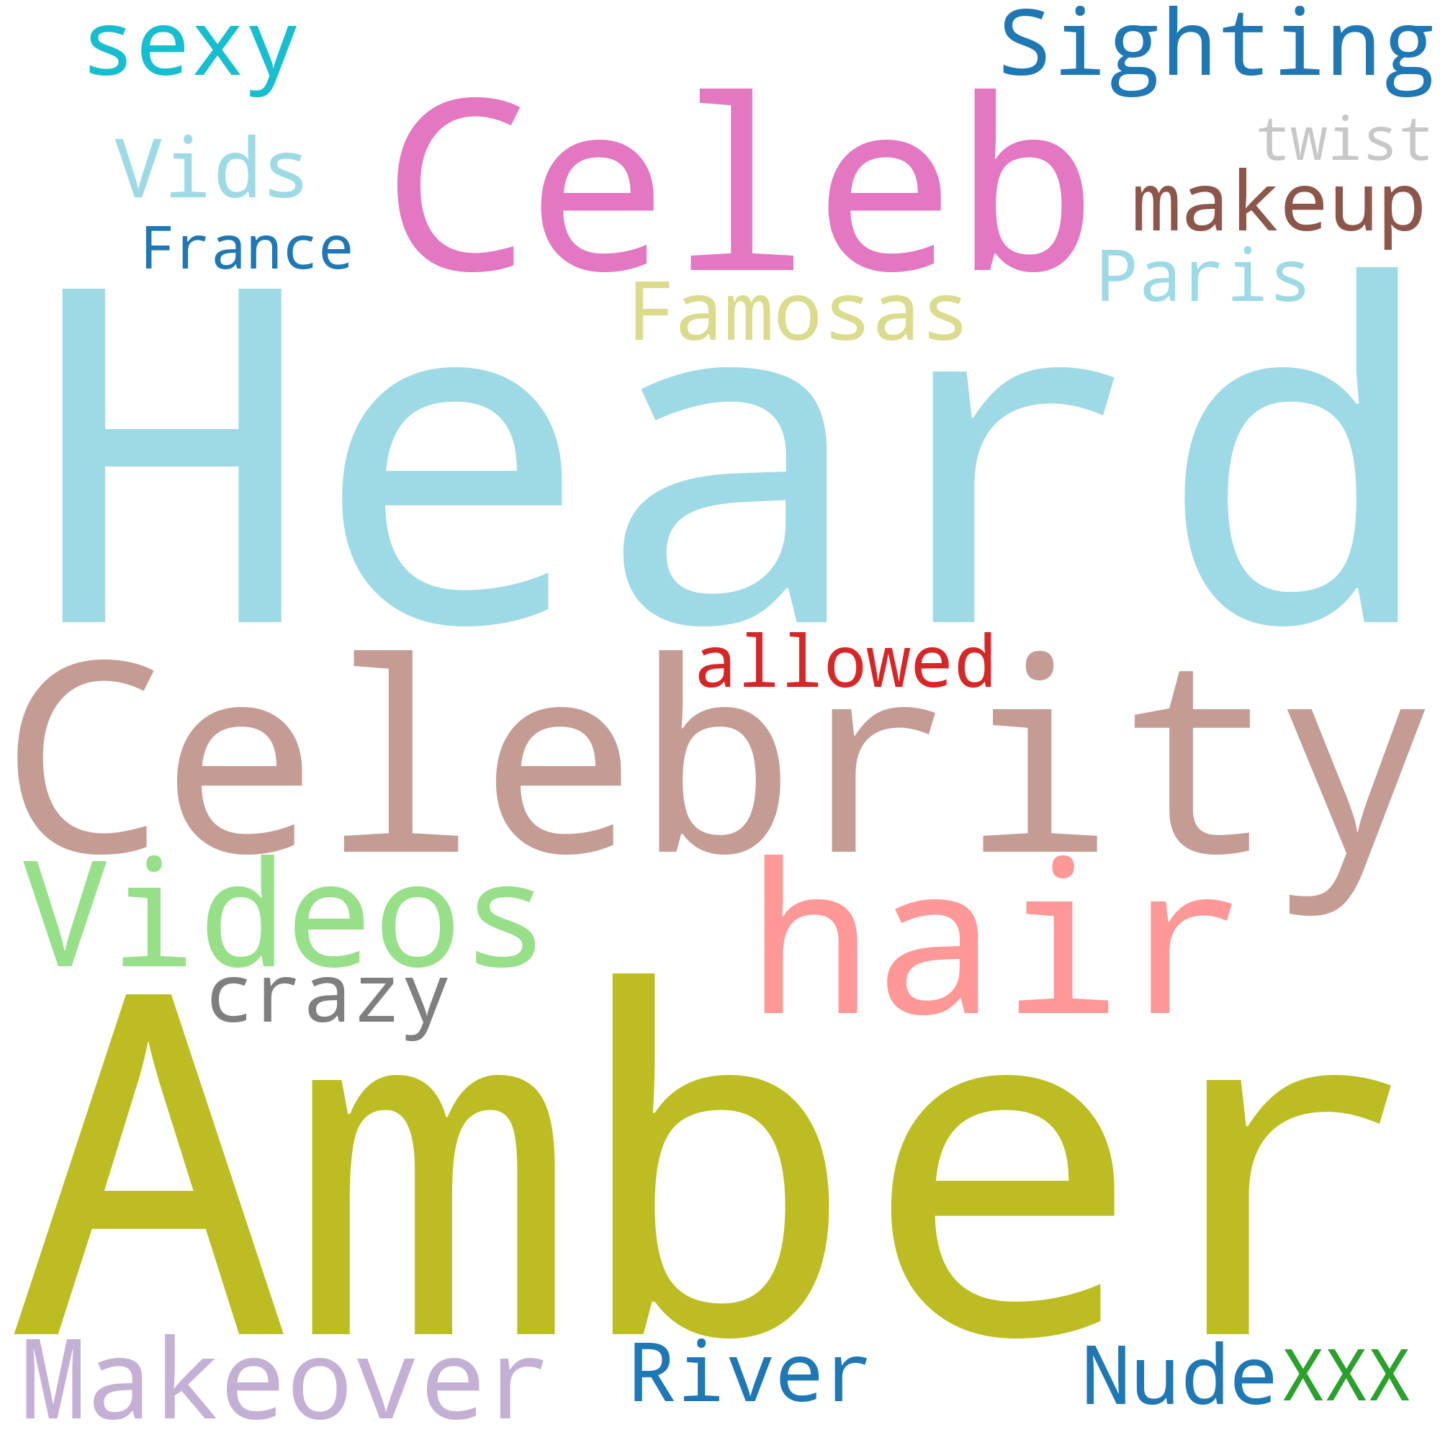 sexy Sighting
Celeb
Vids twist
makeup
France Paris
Famosas
Heard
allowed
Celebrity
Videos hair
crazy
Amber
Makeover River Nude XXX